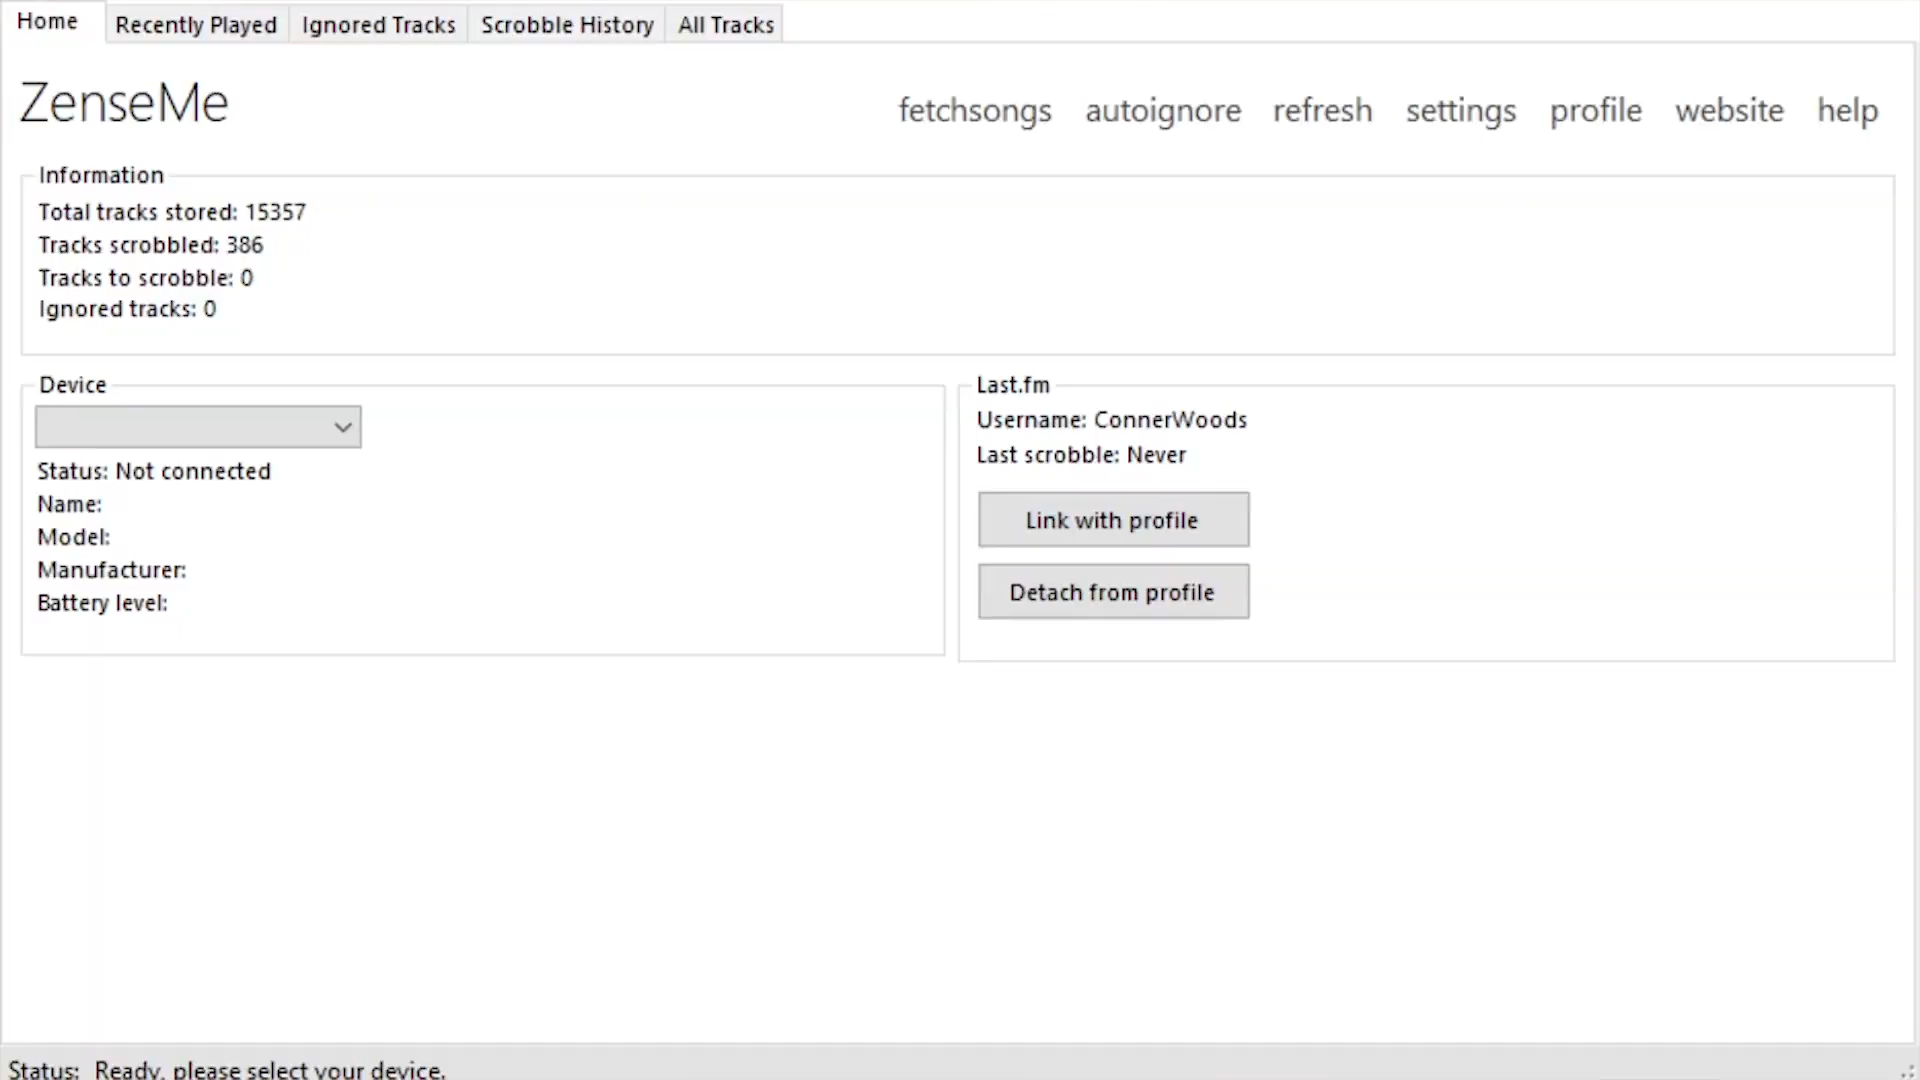 Home
Recently Played
Ignored Tracks
Scrobble History
All Tracks
ZenseMe
fetchsongs
autoignore
refresh
settings
profile
website
help
Information
Total tracks stored: 15357
Tracks scrobbled: 386
Tracks to scrobble: 0
Ignored tracks: 0
Device
Status: Not connected
Name:
Model:
Manufacturer:
Battery level:
Last.fm
Username: ConnerWoods
Last scrobble: Never
Link with profile
Detach from profile
Status: Ready, please select your device.